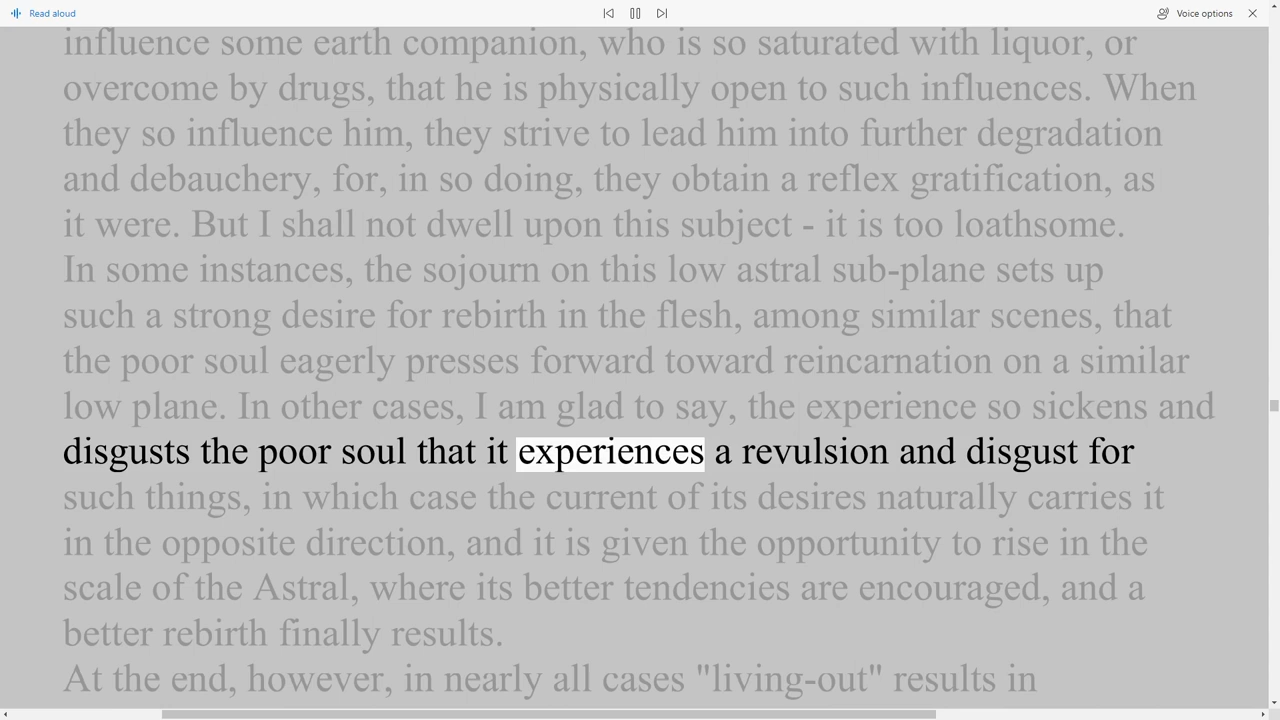 Read aloud
Voice options
influence some earth companion, who is so saturated with liquor, or
overcome by drugs, that he is physically open to such influences. When
they so influence him, they strive to lead him into further degradation
and debauchery, for, in so doing, they obtain a reflex gratification, as
it were. But I shall not dwell upon this subject - it is too loathsome.
In some instances, the sojourn on this low astral sub-plane sets up
such a strong desire for rebirth in the flesh, among similar scenes, that
the poor soul eagerly presses forward toward reincarnation on a similar
low plane. In other cases, I am glad to say, the experience so sickens and
disgusts the poor soul that it experiences a revulsion and disgust for
such things, in which case the current of its desires naturally carries it
in the opposite direction, and it is given the opportunity to rise in the
scale of the Astral, where its better tendencies are encouraged, and a
better rebirth finally results.
At the end, however, in nearly all cases "living-out" results in